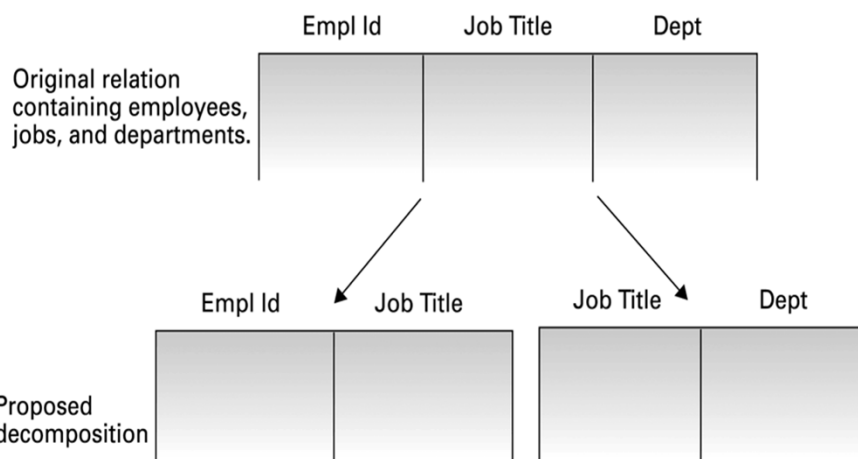 Empl Id Job Title Dept
Original relation
containing employees,
jobs, and departments.
Empl Id Job Title Job Title Dept
Proposed
decomposition